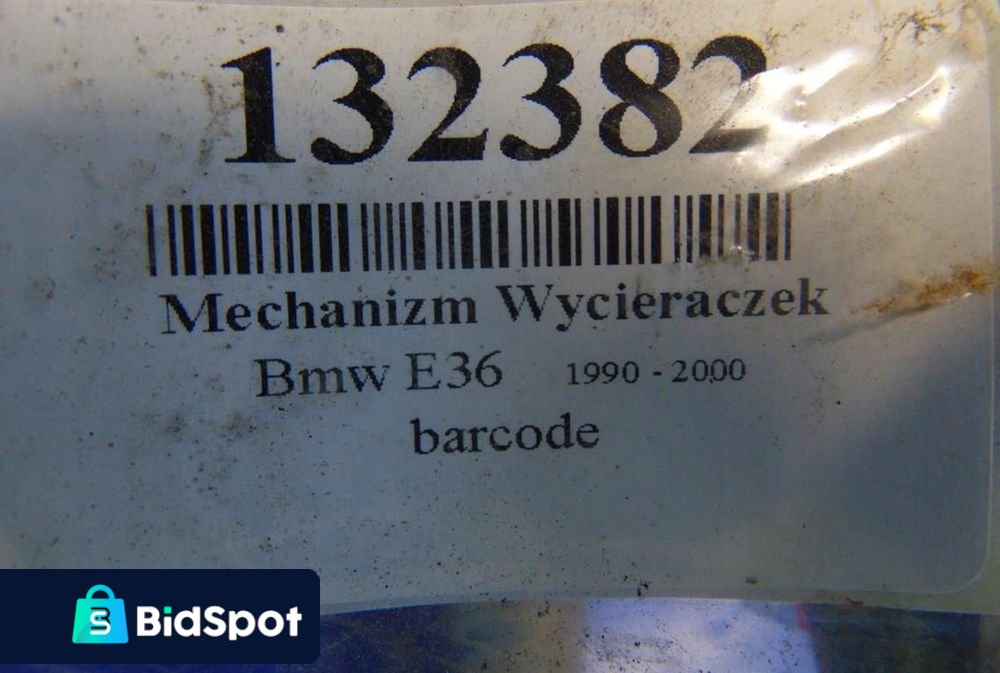 132382
Mechanizm Wycieraczek
Bmw E36 1990 - 2000
barcode
BidSpot